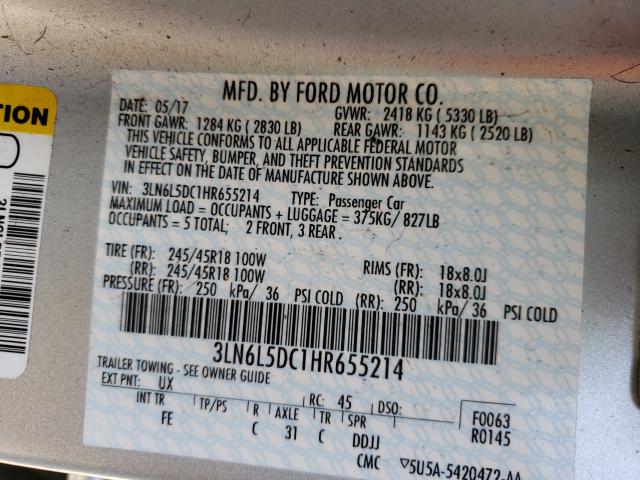 TION
MFD. BY FORD MOTOR CO.
DATE: 05/17 GVWR: 2418 KG ( 5330 LB)
FRONT GAWR: 1284 KG ( 2830 LB) REAR GAWR: 1143 KG ( 2520 LB)
THIS VEHICLE CONFORMS TO ALL APPLICABLE FEDERAL MOTOR
VEHICLE SAFETY, BUMPER, AND THEFT PREVENTION STANDARDS
IN EFFECT ON THE DATE OF MANUFACTURE SHOWN ABOVE.
VIN: 3LN6L5DC1HR655214 TYPE: Passenger Car
MAXIMUM LOAD = OCCUPANTS + LUGGAGE = 375KG/ 827LB
OCCUPANTS = 5 TOTAL; 2 FRONT, 3 REAR .
TIRE (FR): 245/45R18 100W RIMS (FR): 18x8.0J
(RR): 245/45R18 100W (RR): 18x8.0J
PRESSURE (FR): 250 kPa/ 36 PSI COLD (RR): 250 kPa/ 36 PSI COLD
3LN6L5DC1HR655214
TRAILER TOWING - SEE OWNER GUIDE
EXT PNT: UX RC: 45 DSO: F0063
INT TR TP/PS R AXLE TR SPR R0145
FE C 31 C DDJJ
CMC ▽5U5A-5420472-AA